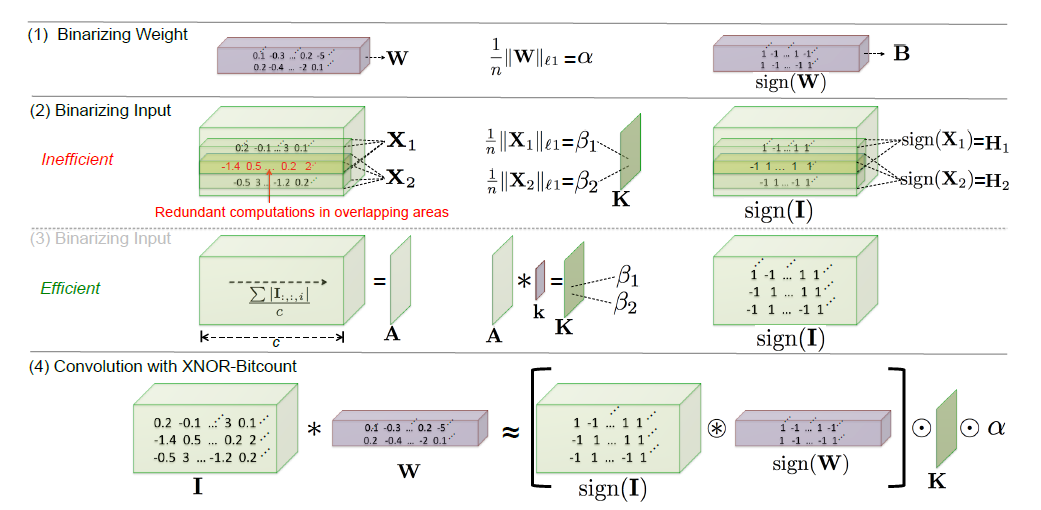 (1) Binarizing Weight
0.1 -0.3 ... 0.2 -5
0.2 -0.4 ... -2 0.1
W
1/n ‖W‖ℓ1 = α
1 -1 ... 1 -1
1 -1 ... -1 1
B
sign(W)
(2) Binarizing Input
Inefficient
0.2 -0.1 ... 3 0.1
-1.4 0.5 ... 0.2 2
-0.5 3 ... -1.2 0.2
X1
X2
Redundant computations in overlapping areas
1/n ‖X1‖ℓ1 = β1
1/n ‖X2‖ℓ1 = β2
K
1 -1 ... 1 1
-1 1 ... 1 1
-1 1 ... -1 1
sign(X1)=H1
sign(X2)=H2
sign(I)
(3) Binarizing Input
Efficient
∑ |I:,:,i| / c
c
=
A
A
*
k
=
K
β1
β2
1 -1 ... 1 1
-1 1 ... 1 1
-1 1 ... -1 1
sign(I)
(4) Convolution with XNOR-Bitcount
0.2 -0.1 ... 3 0.1
-1.4 0.5 ... 0.2 2
-0.5 3 ... -1.2 0.2
I
*
0.1 -0.3 ... 0.2 -5
0.2 -0.4 ... -2 0.1
W
≈
[
1 -1 ... 1 1
-1 1 ... 1 1
-1 1 ... -1 1
sign(I)
⊛
1 -1 ... 1 -1
1 -1 ... -1 1
sign(W)
]
⊙
K
⊙ α